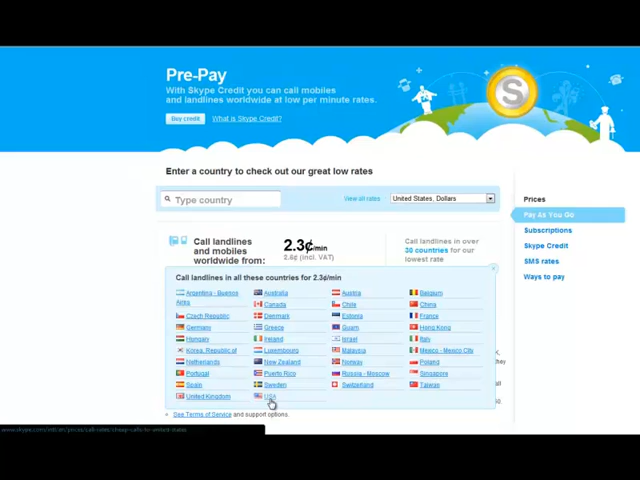 Pre-Pay
With Skype Credit you can call mobiles
and landlines worldwide at low per minute rates.
Buy credit What is Skype Credit?
S
Enter a country to check out our great low rates
Type country View all rates United States, Dollars
Prices
Pay As You Go
Subscriptions
Skype Credit
SMS rates
Ways to pay
Call landlines
and mobiles
worldwide from:
2.3¢/min
2.6¢ (incl. VAT)
Call landlines in over
30 countries for our
lowest rate
Call landlines in all these countries for 2.3¢/min
Argentina - Buenos Aires Australia Austria Belgium
Canada Chile China
Czech Republic Denmark Estonia France
Germany Greece Guam Hong Kong
Hungary Ireland Israel Italy
Korea, Republic of Luxembourg Malaysia Mexico - Mexico City
Netherlands New Zealand Norway Poland
Portugal Puerto Rico Russia - Moscow Singapore
Spain Sweden Switzerland Taiwan
United Kingdom USA
See Terms of Service and support options.